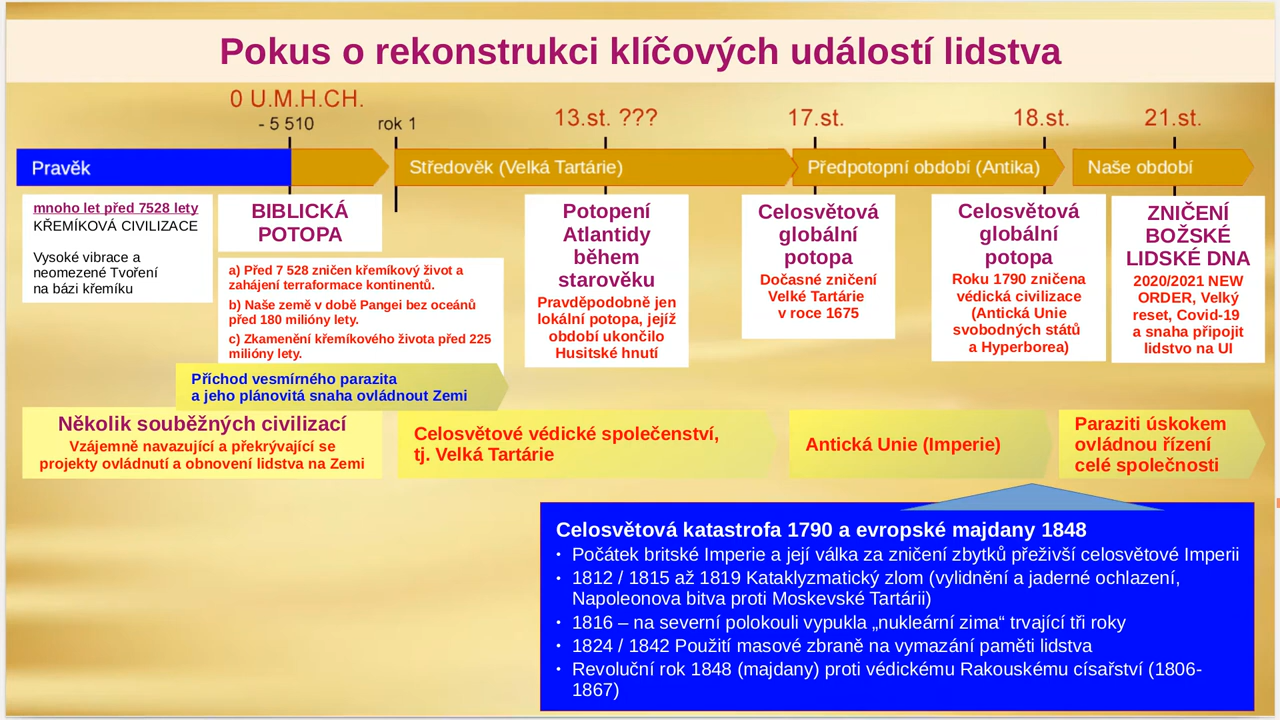 Pokus o rekonstrukci klíčových událostí lidstva
0 U.M.H.CH.
- 5 510
rok 1
13.st. ???
17.st.
18.st.
21.st.
Pravěk
Středověk (Velká Tartárie)
Předpotopní období (Antika)
Naše období
mnoho let před 7528 lety
KŘEMÍKOVÁ CIVILIZACE
Vysoké vibrace a
neomezené Tvoření
na bázi křemíku
BIBLICKÁ
POTOPA
a) Před 7 528 zničen křemíkový život a
zahájení terraformace kontinentů.
b) Naše země v době Pangei bez oceánů
před 180 milióny lety.
c) Zkamenění křemíkového života před 225
milióny lety.
Potopení
Atlantidy
během
starověku
Pravděpodobně jen
lokální potopa, jejíž
období ukončilo
Husitské hnutí
Celosvětová
globální
potopa
Dočasné zničení
Velké Tartárie
v roce 1675
Celosvětová
globální
potopa
Roku 1790 zničena
védická civilizace
(Antická Unie
svobodných států
a Hyperborea)
ZNIČENÍ
BOŽSKÉ
LIDSKÉ DNA
2020/2021 NEW
ORDER, Velký
reset, Covid-19
a snaha připojit
lidstvo na UI
Příchod vesmírného parazita
a jeho plánovitá snaha ovládnout Zemi
Několik souběžných civilizací
Vzájemně navazující a překrývající se
projekty ovládnutí a obnovení lidstva na Zemi
Celosvětové védické společenství,
tj. Velká Tartárie
Antická Unie (Imperie)
Paraziti úskokem
ovládnou řízení
celé společnosti
Celosvětová katastrofa 1790 a evropské majdany 1848
• Počátek britské Imperie a její válka za zničení zbytků přeživší celosvětové Imperii
• 1812 / 1815 až 1819 Kataklyzmatický zlom (vylidnění a jaderné ochlazení,
Napoleonova bitva proti Moskevské Tartárii)
• 1816 – na severní polokouli vypukla „nukleární zima“ trvající tři roky
• 1824 / 1842 Použití masové zbraně na vymazání paměti lidstva
• Revoluční rok 1848 (majdany) proti védickému Rakouskému císařství (1806-
1867)